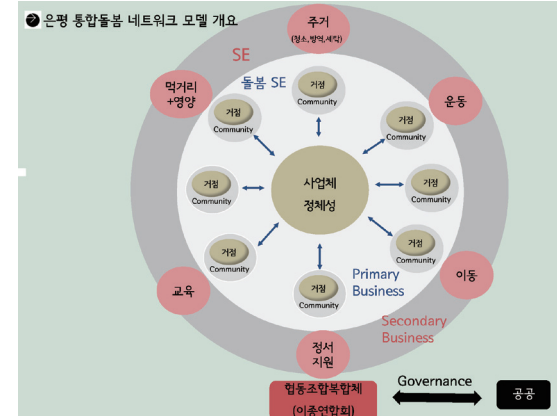 은평 통합돌봄 네트워크 모델 개요
주거
(청소,방역,세탁)
SE
돌봄 SE
먹거리
+영양
운동
거점
Community
거점
Community
거점
Community
거점
Community
사업체
정체성
거점
Community
거점
Community
거점
Community
거점
Community
교육
이동
Primary
Business
Secondary
Business
정서
지원
협동조합복합체
(이종연합회)
Governance
공공